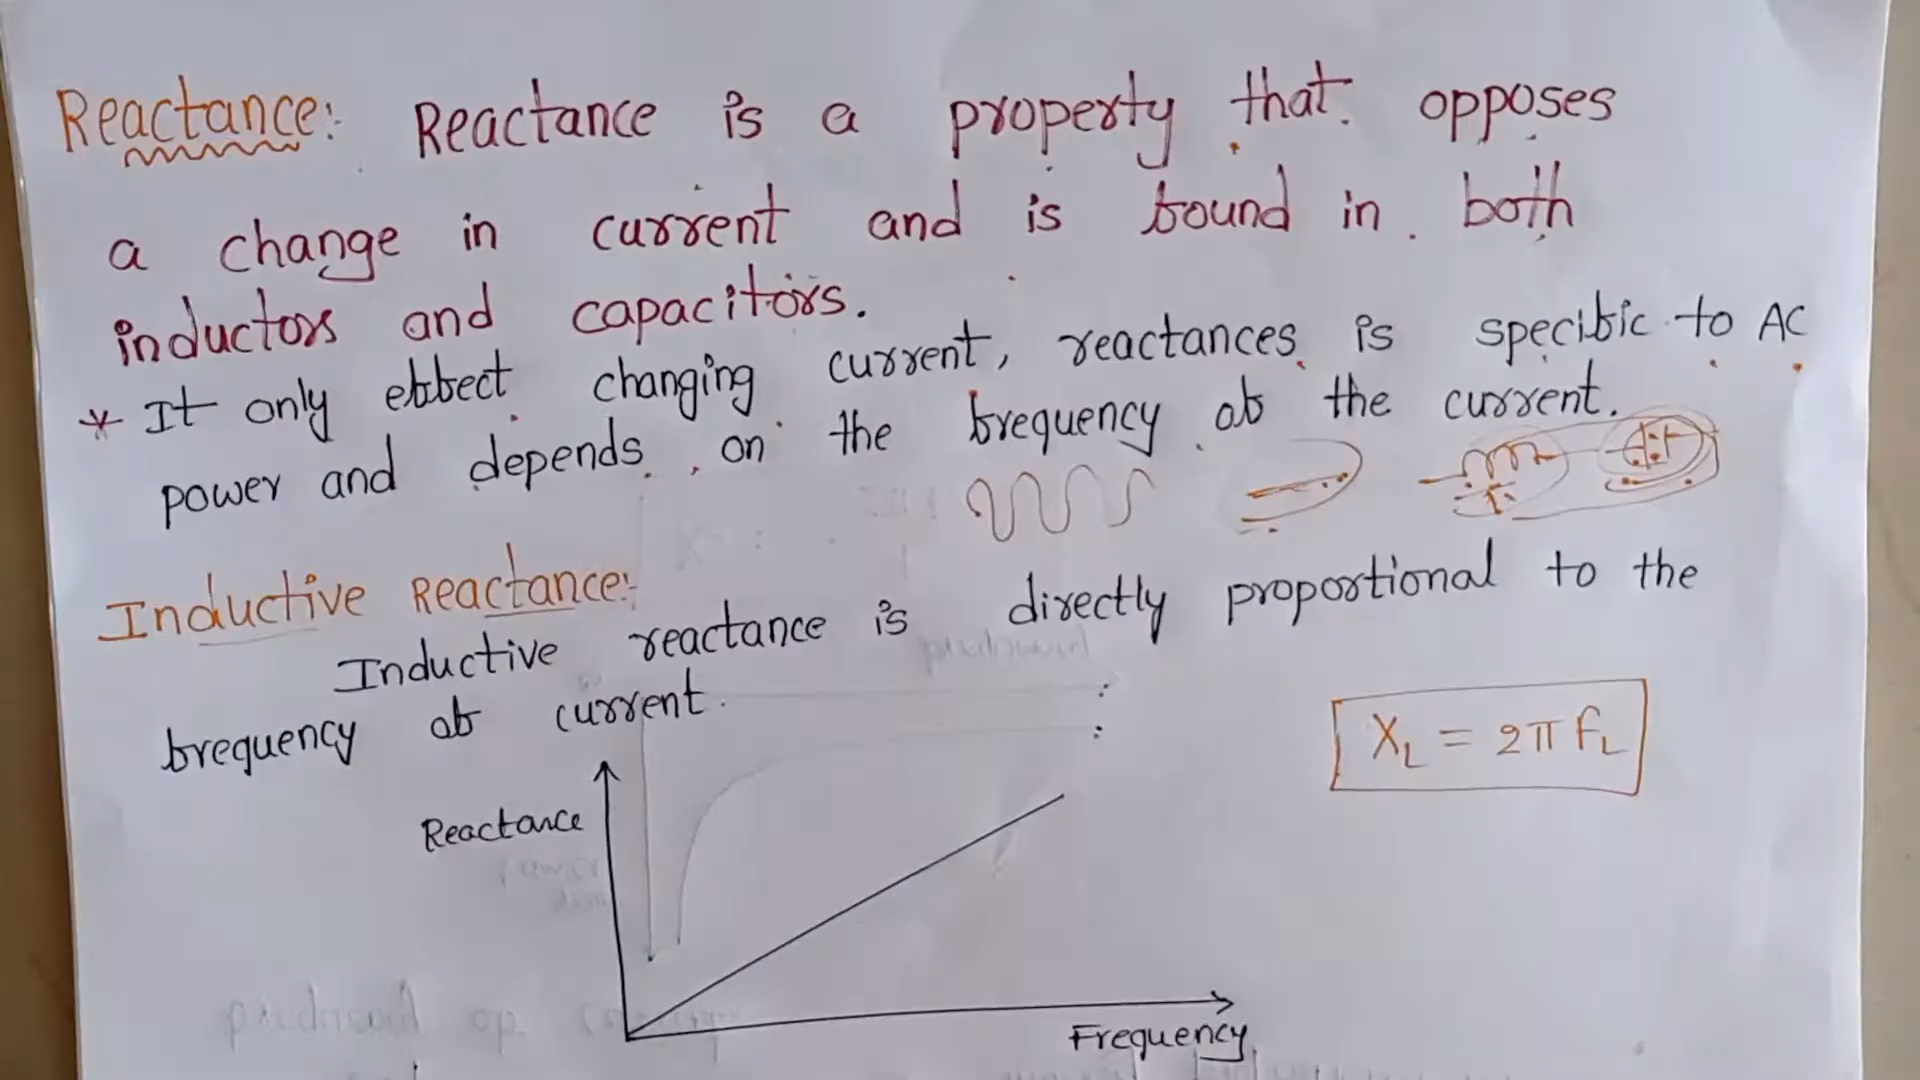 Reactance: Reactance is a property that opposes
a change in current and is found in both
inductors and capacitors.
* It only effect changing current, reactances is specific to AC
power and depends on the frequency of the current.
Inductive Reactance:
Inductive reactance is directly proportional to the
frequency of current.
X_L = 2π f_L
Reactance
Frequency